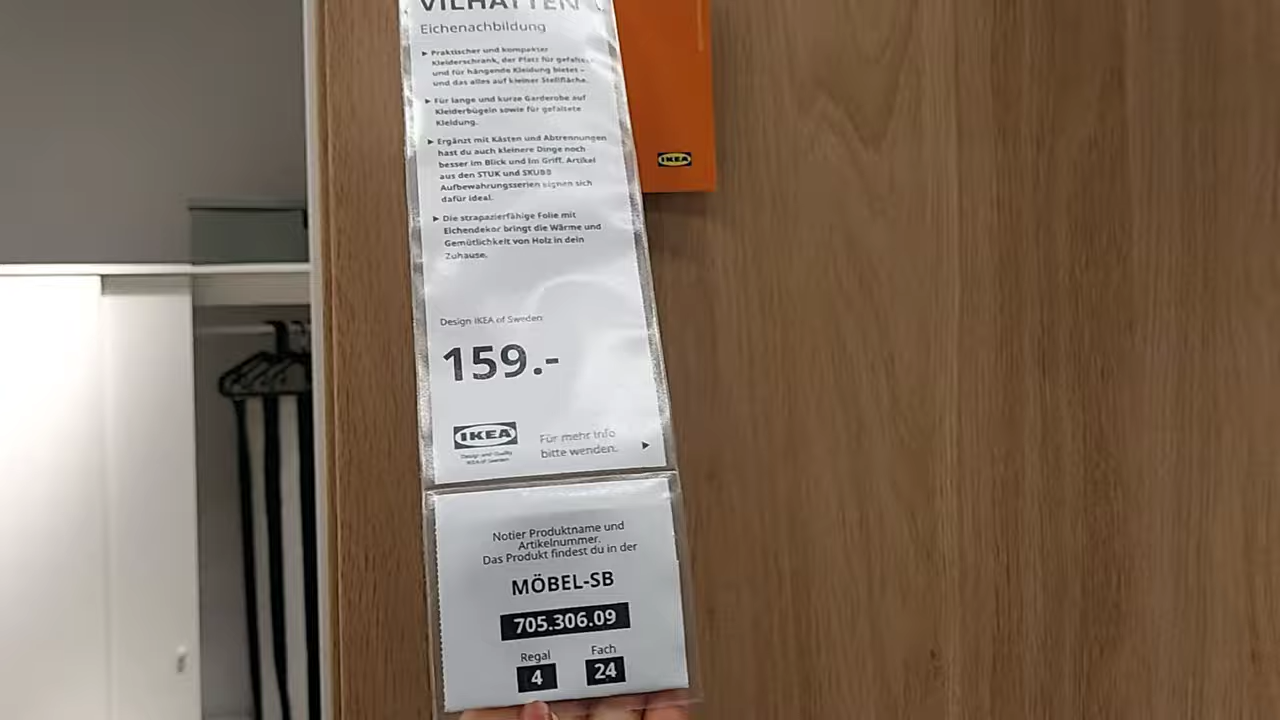 VILHATTEN
Eichenachbildung
▶ Praktischer und kompakter
Kleiderschrank, der Platz für gefaltete
und für hängende Kleidung bietet –
und das alles auf kleiner Stellfläche.
▶ Für lange und kurze Garderobe auf
Kleiderbügeln sowie für gefaltete
Kleidung.
▶ Ergänzt mit Kästen und Abtrennungen
hast du auch kleinere Dinge noch
besser im Blick und im Griff. Artikel
aus den STUK und SKUBB
Aufbewahrungsserien eignen sich
dafür ideal.
▶ Die strapazierfähige Folie mit
Eichendekor bringt die Wärme und
Gemütlichkeit von Holz in dein
Zuhause.
Design IKEA of Sweden
159.-
IKEA
Design and Quality
IKEA of Sweden
Für mehr Info
bitte wenden.
▶
Notier Produktname und
Artikelnummer.
Das Produkt findest du in der
MÖBEL-SB
705.306.09
Regal Fach
4 24
IKEA